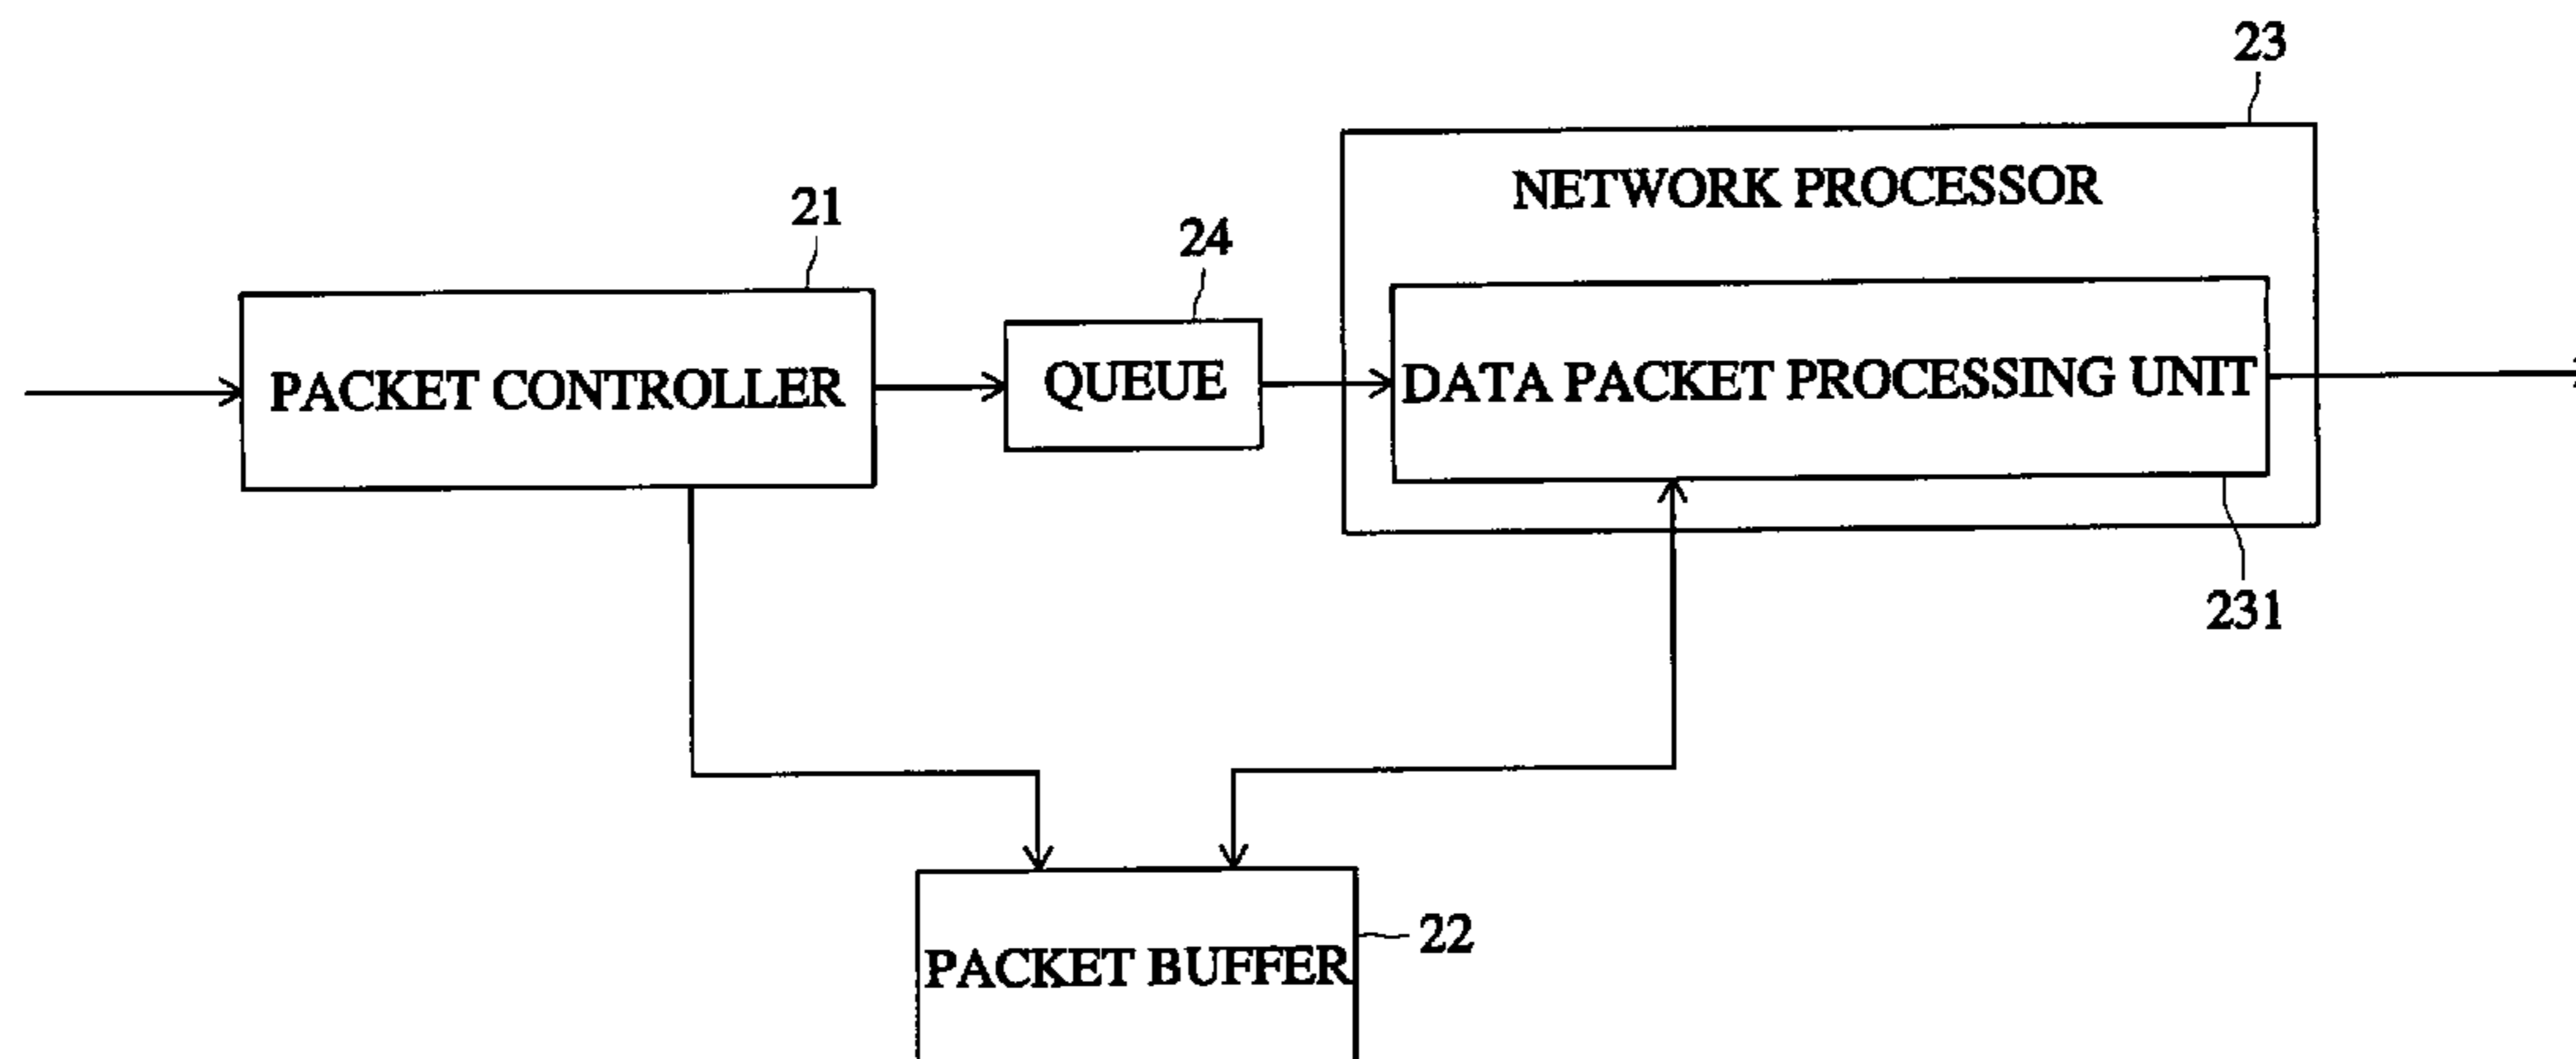 23
NETWORK PROCESSOR
21
24
PACKET CONTROLLER
QUEUE
DATA PACKET PROCESSING UNIT
231
22
PACKET BUFFER